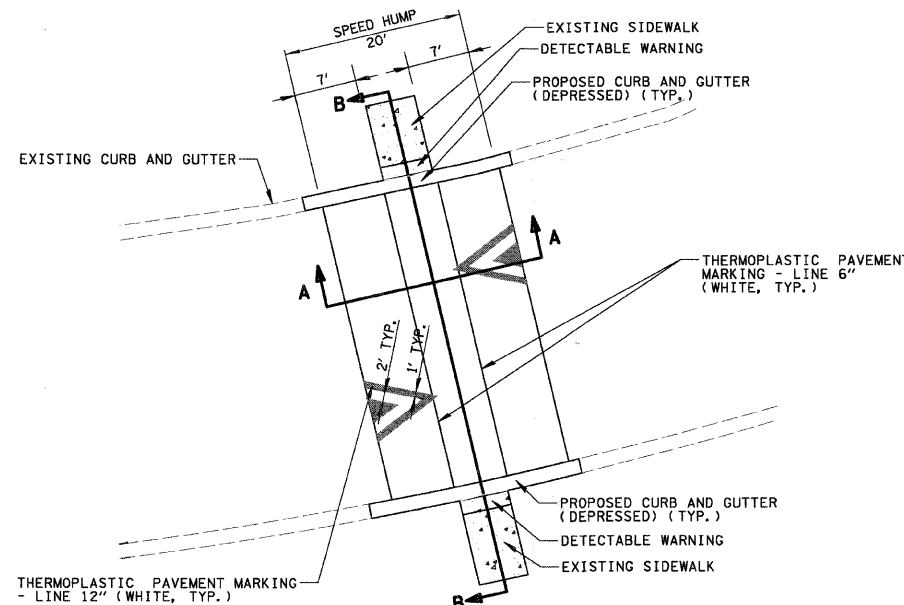 SPEED HUMP
20'
7'
7'
EXISTING SIDEWALK
DETECTABLE WARNING
PROPOSED CURB AND GUTTER
(DEPRESSED) (TYP.)
B
EXISTING CURB AND GUTTER
A
A
THERMOPLASTIC PAVEMENT
MARKING - LINE 6"
(WHITE, TYP.)
2' TYP.
1' TYP.
PROPOSED CURB AND GUTTER
(DEPRESSED) (TYP.)
DETECTABLE WARNING
EXISTING SIDEWALK
THERMOPLASTIC PAVEMENT MARKING
- LINE 12" (WHITE, TYP.)
B